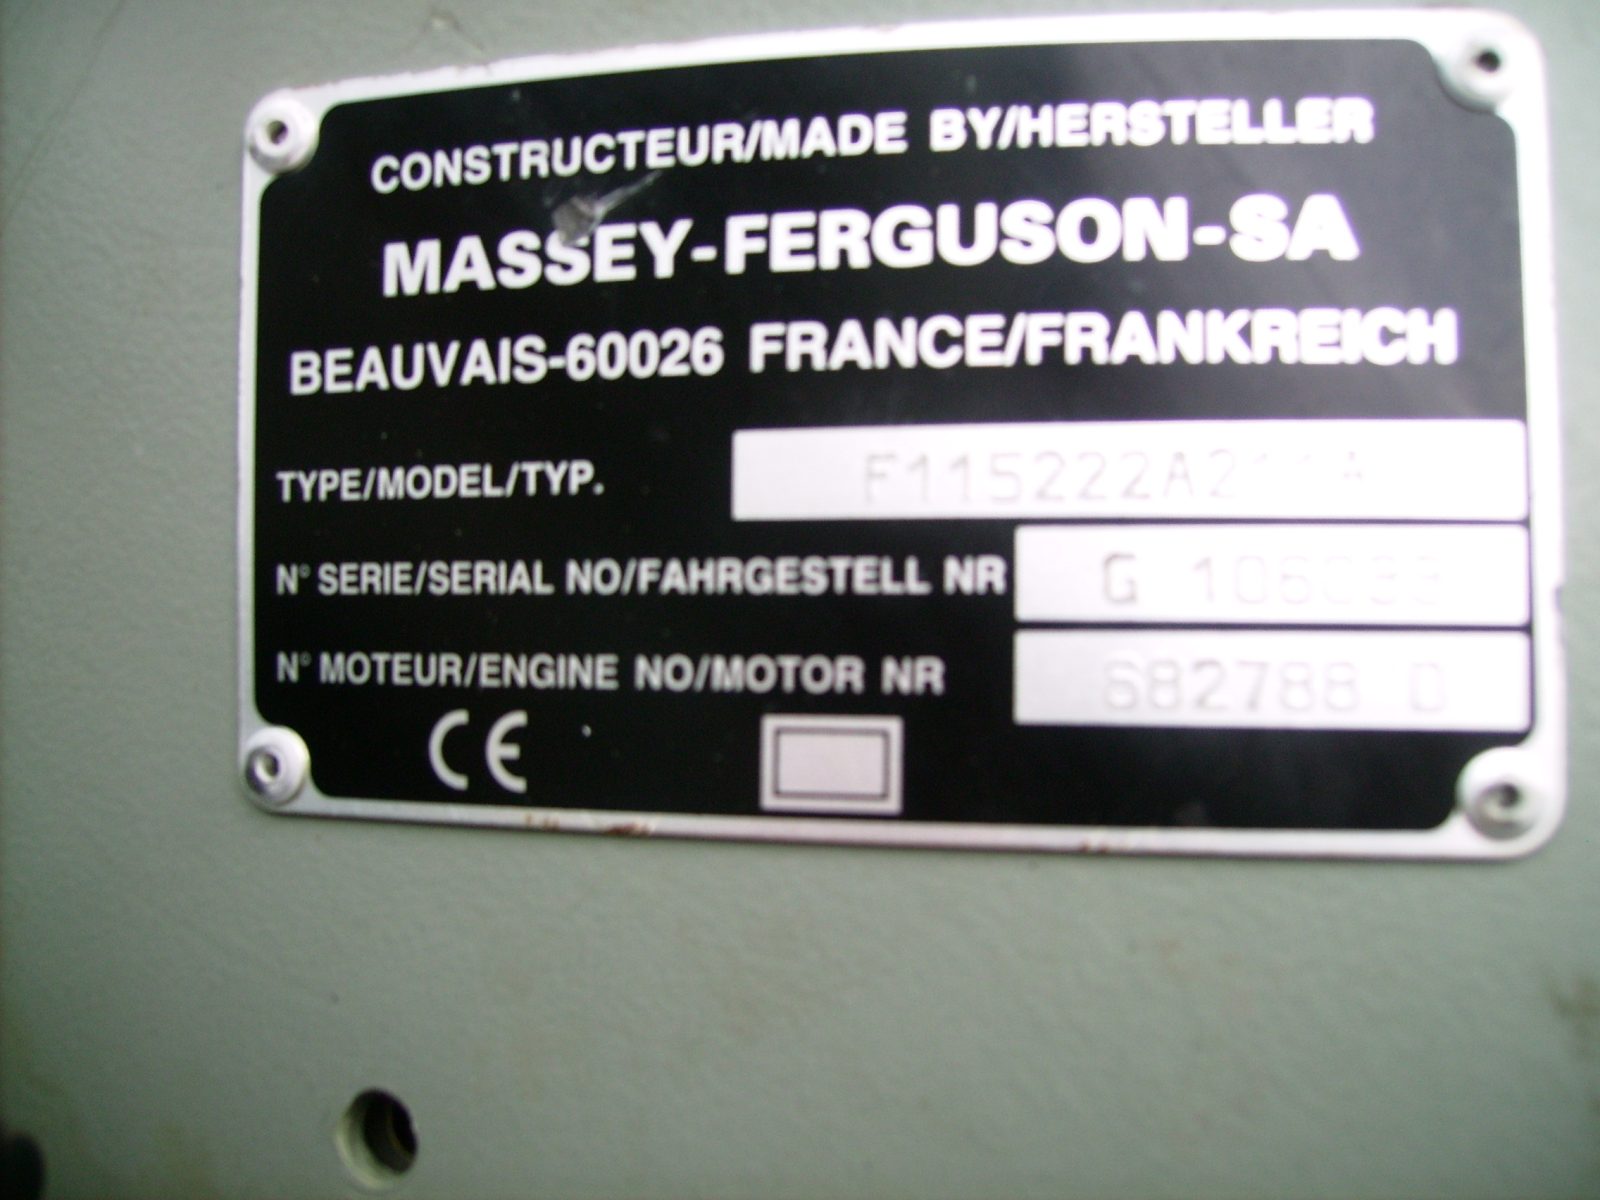 CONSTRUCTEUR/MADE BY/HERSTELLER
MASSEY-FERGUSON-SA
BEAUVAIS-60026 FRANCE/FRANKREICH
TYPE/MODEL/TYP.
N° SERIE/SERIAL NO/FAHRGESTELL NR G
N° MOTEUR/ENGINE NO/MOTOR NR S82788 D
CE